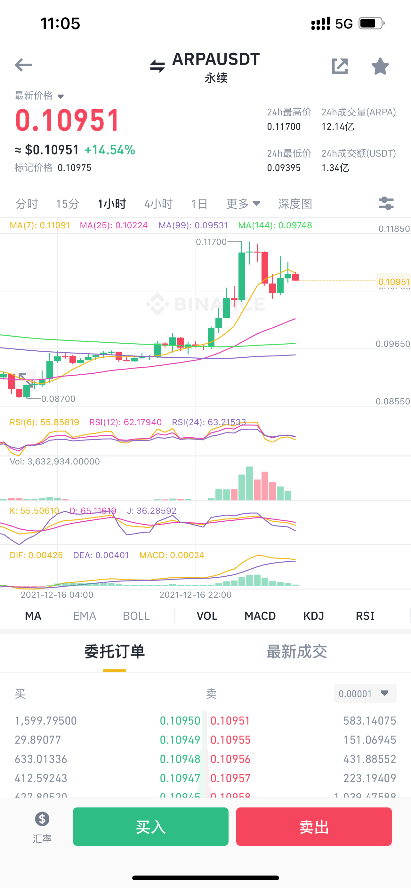 11:05
5G
ARPAUSDT
永续
最新价格
0.10951
≈ $0.10951 +14.54%
标记价格 0.10975
24h最高价 24h成交量(ARPA)
0.11700 12.14亿
24h最低价 24h成交额(USDT)
0.09395 1.34亿
分时 15分 1小时 4小时 1日 更多 深度图
MA(7): 0.11091 MA(25): 0.10224 MA(99): 0.09531 MA(144): 0.09748
0.11850
0.11700
0.10951
BINANCE
0.09650
0.08700
0.08550
RSI(6): 55.85819 RSI(12): 62.17940 RSI(24): 63.21533
Vol: 3,632,934.00000
K: 55.50610 D: 65.11619 J: 36.28592
DIF: 0.00426 DEA: 0.00401 MACD: 0.00024
2021-12-16 04:00 2021-12-16 22:00
MA EMA BOLL VOL MACD KDJ RSI
委托订单 最新成交
买 卖 0.00001
1,599.79500 0.10950 0.10951 583.14075
29.89077 0.10949 0.10955 151.06945
633.01336 0.10948 0.10956 431.88552
412.59243 0.10947 0.10957 223.19409
0.10945 0.10958
$
汇率 买入 卖出